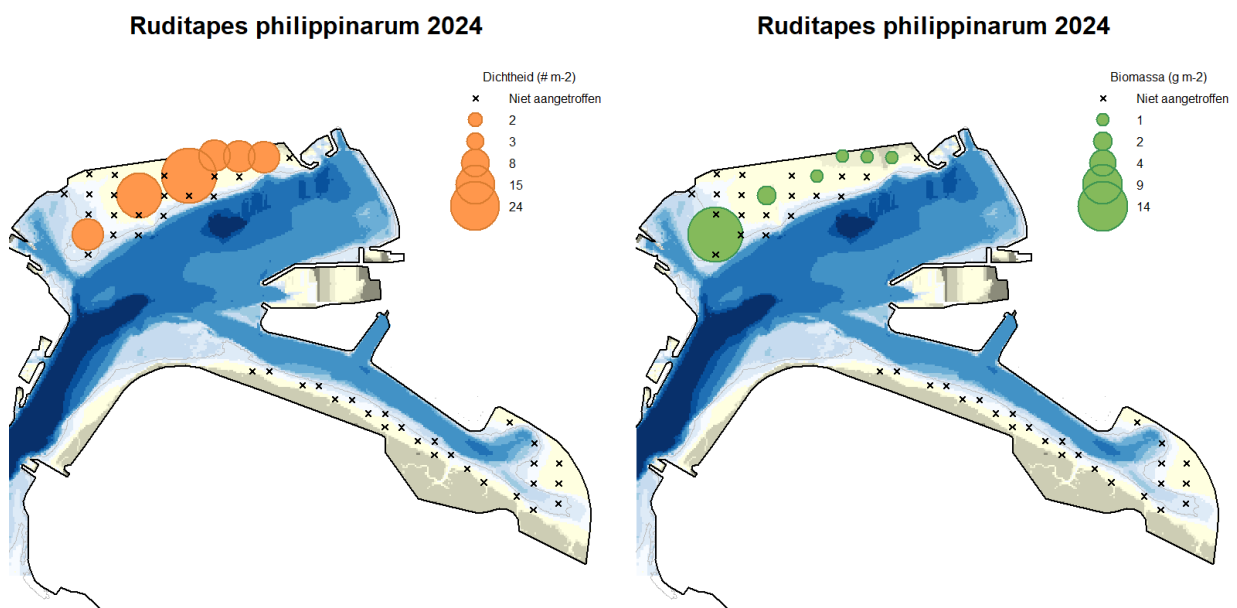 Ruditapes philippinarum 2024
Dichtheid (# m-2)
Niet aangetroffen
2
3
8
15
24
Ruditapes philippinarum 2024
Biomassa (g m-2)
Niet aangetroffen
1
2
4
9
14